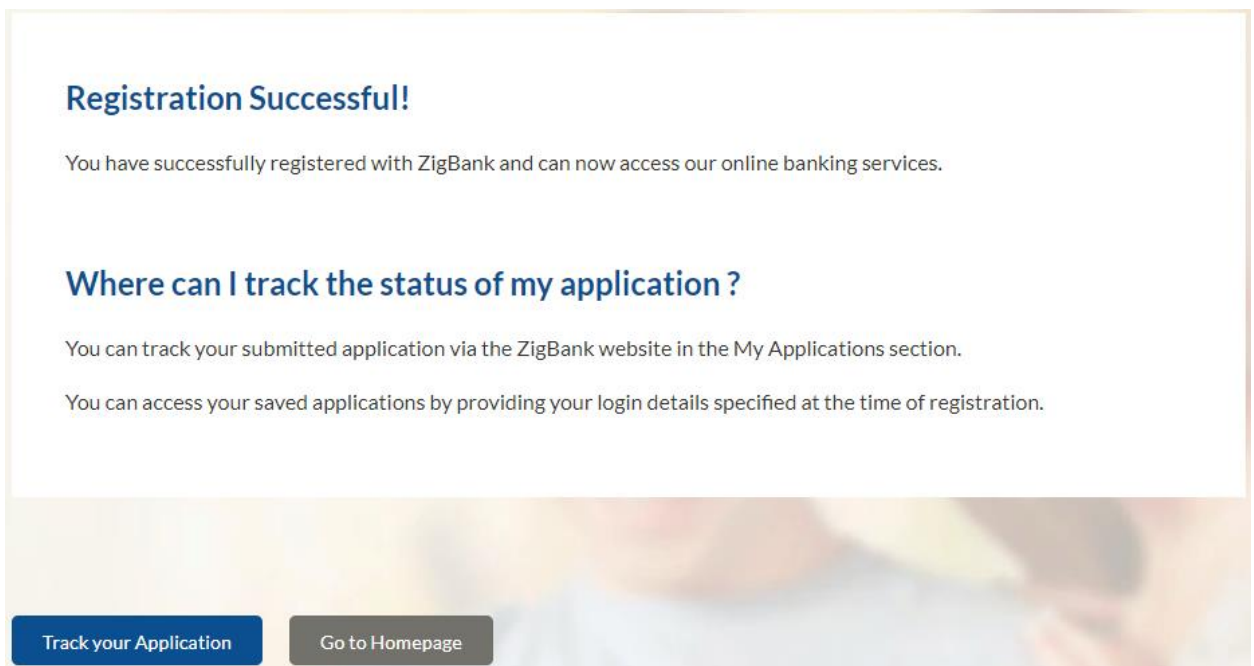 Registration Successful!
You have successfully registered with ZigBank and can now access our online banking services.
Where can I track the status of my application ?
You can track your submitted application via the ZigBank website in the My Applications section.
You can access your saved applications by providing your login details specified at the time of registration.
Track your Application
Go to Homepage